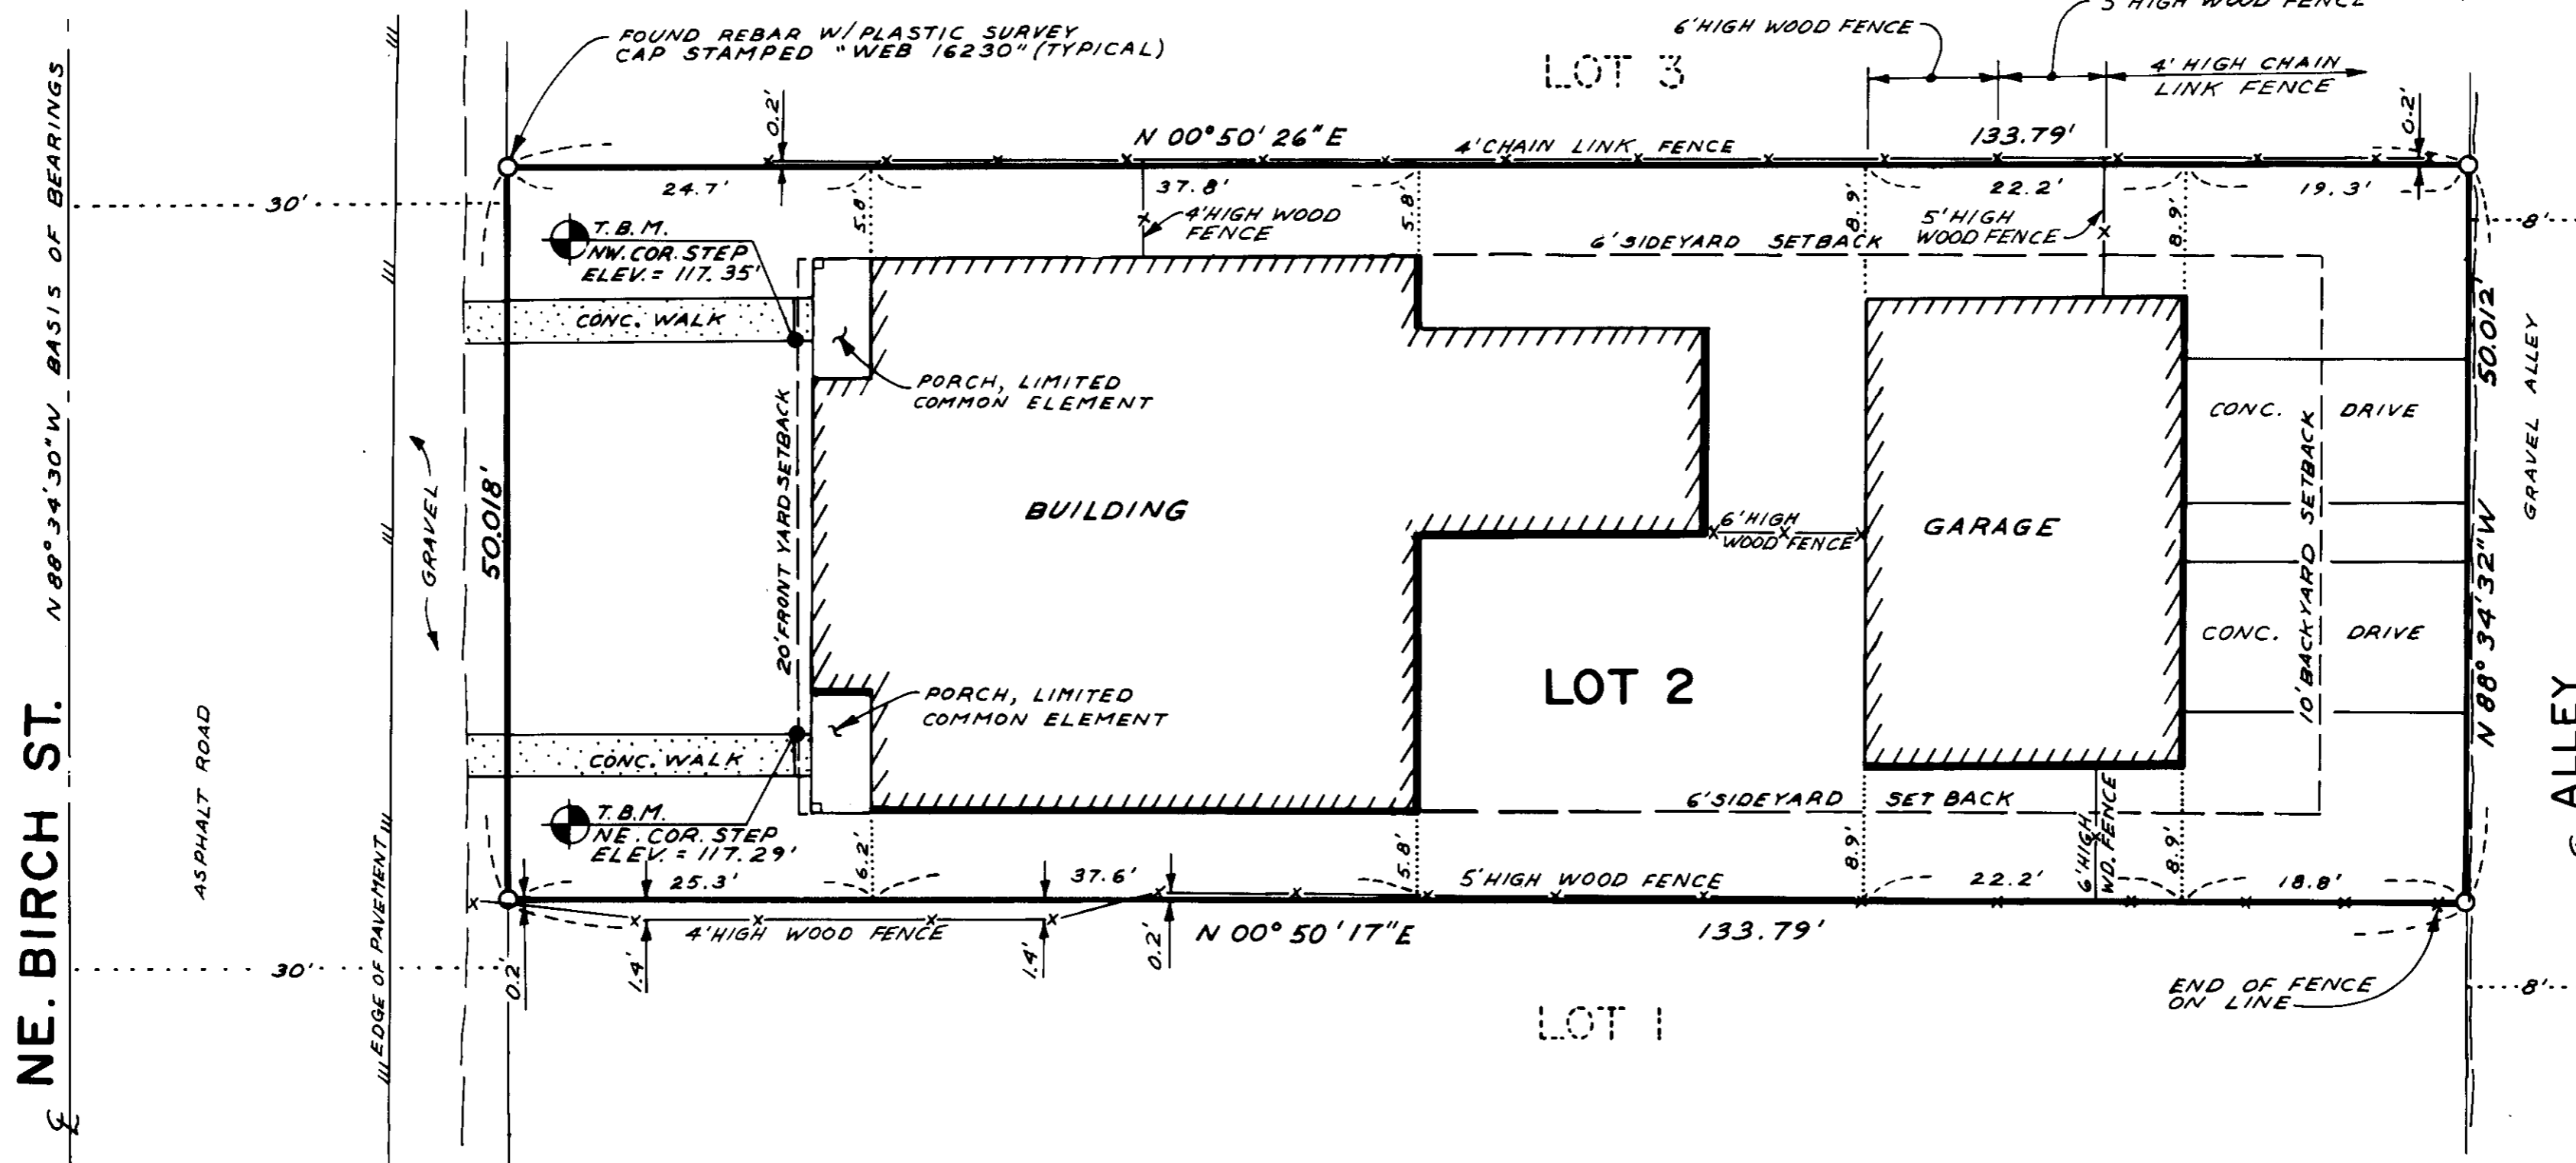 FOUND REBAR W/PLASTIC SURVEY
CAP STAMPED "WEB 16230" (TYPICAL)
LOT 3
6'HIGH WOOD FENCE
5'HIGH WOOD FENCE
4' HIGH CHAIN
LINK FENCE
0.2'
N 00°50'26"E
4'CHAIN LINK FENCE
133.79'
0.2'
30'
24.7'
5.8'
37.8'
5.8'
8.9'
22.2'
8.9'
19.3'
8'
4'HIGH WOOD
FENCE
5'HIGH
WOOD FENCE
6'SIDEYARD SETBACK
T.B.M.
NW.COR.STEP
ELEV.= 117.35'
CONC. WALK
PORCH, LIMITED
COMMON ELEMENT
N 88°34'30"W BASIS OF BEARINGS
GRAVEL
50.018'
20'FRONT YARD SETBACK
BUILDING
6'HIGH
WOOD FENCE
GARAGE
CONC. DRIVE
10'BACKYARD SETBACK
50.012'
GRAVEL ALLEY
CONC. DRIVE
N 88°34'32"W
ALLEY
LOT 2
PORCH, LIMITED
COMMON ELEMENT
CONC. WALK
NE. BIRCH ST.
℄
ASPHALT ROAD
EDGE OF PAVEMENT
T.B.M.
NE.COR.STEP
ELEV. = 117.29'
6'SIDEYARD SET BACK
6'HIGH
WD. FENCE
25.3'
6.2'
37.6'
5.8'
5'HIGH WOOD FENCE
8.9'
22.2'
8.9'
18.8'
4'HIGH WOOD FENCE
N 00°50'17"E
133.79'
30'
0.2'
1.4'
1.4'
0.2'
END OF FENCE
ON LINE
8'
LOT 1